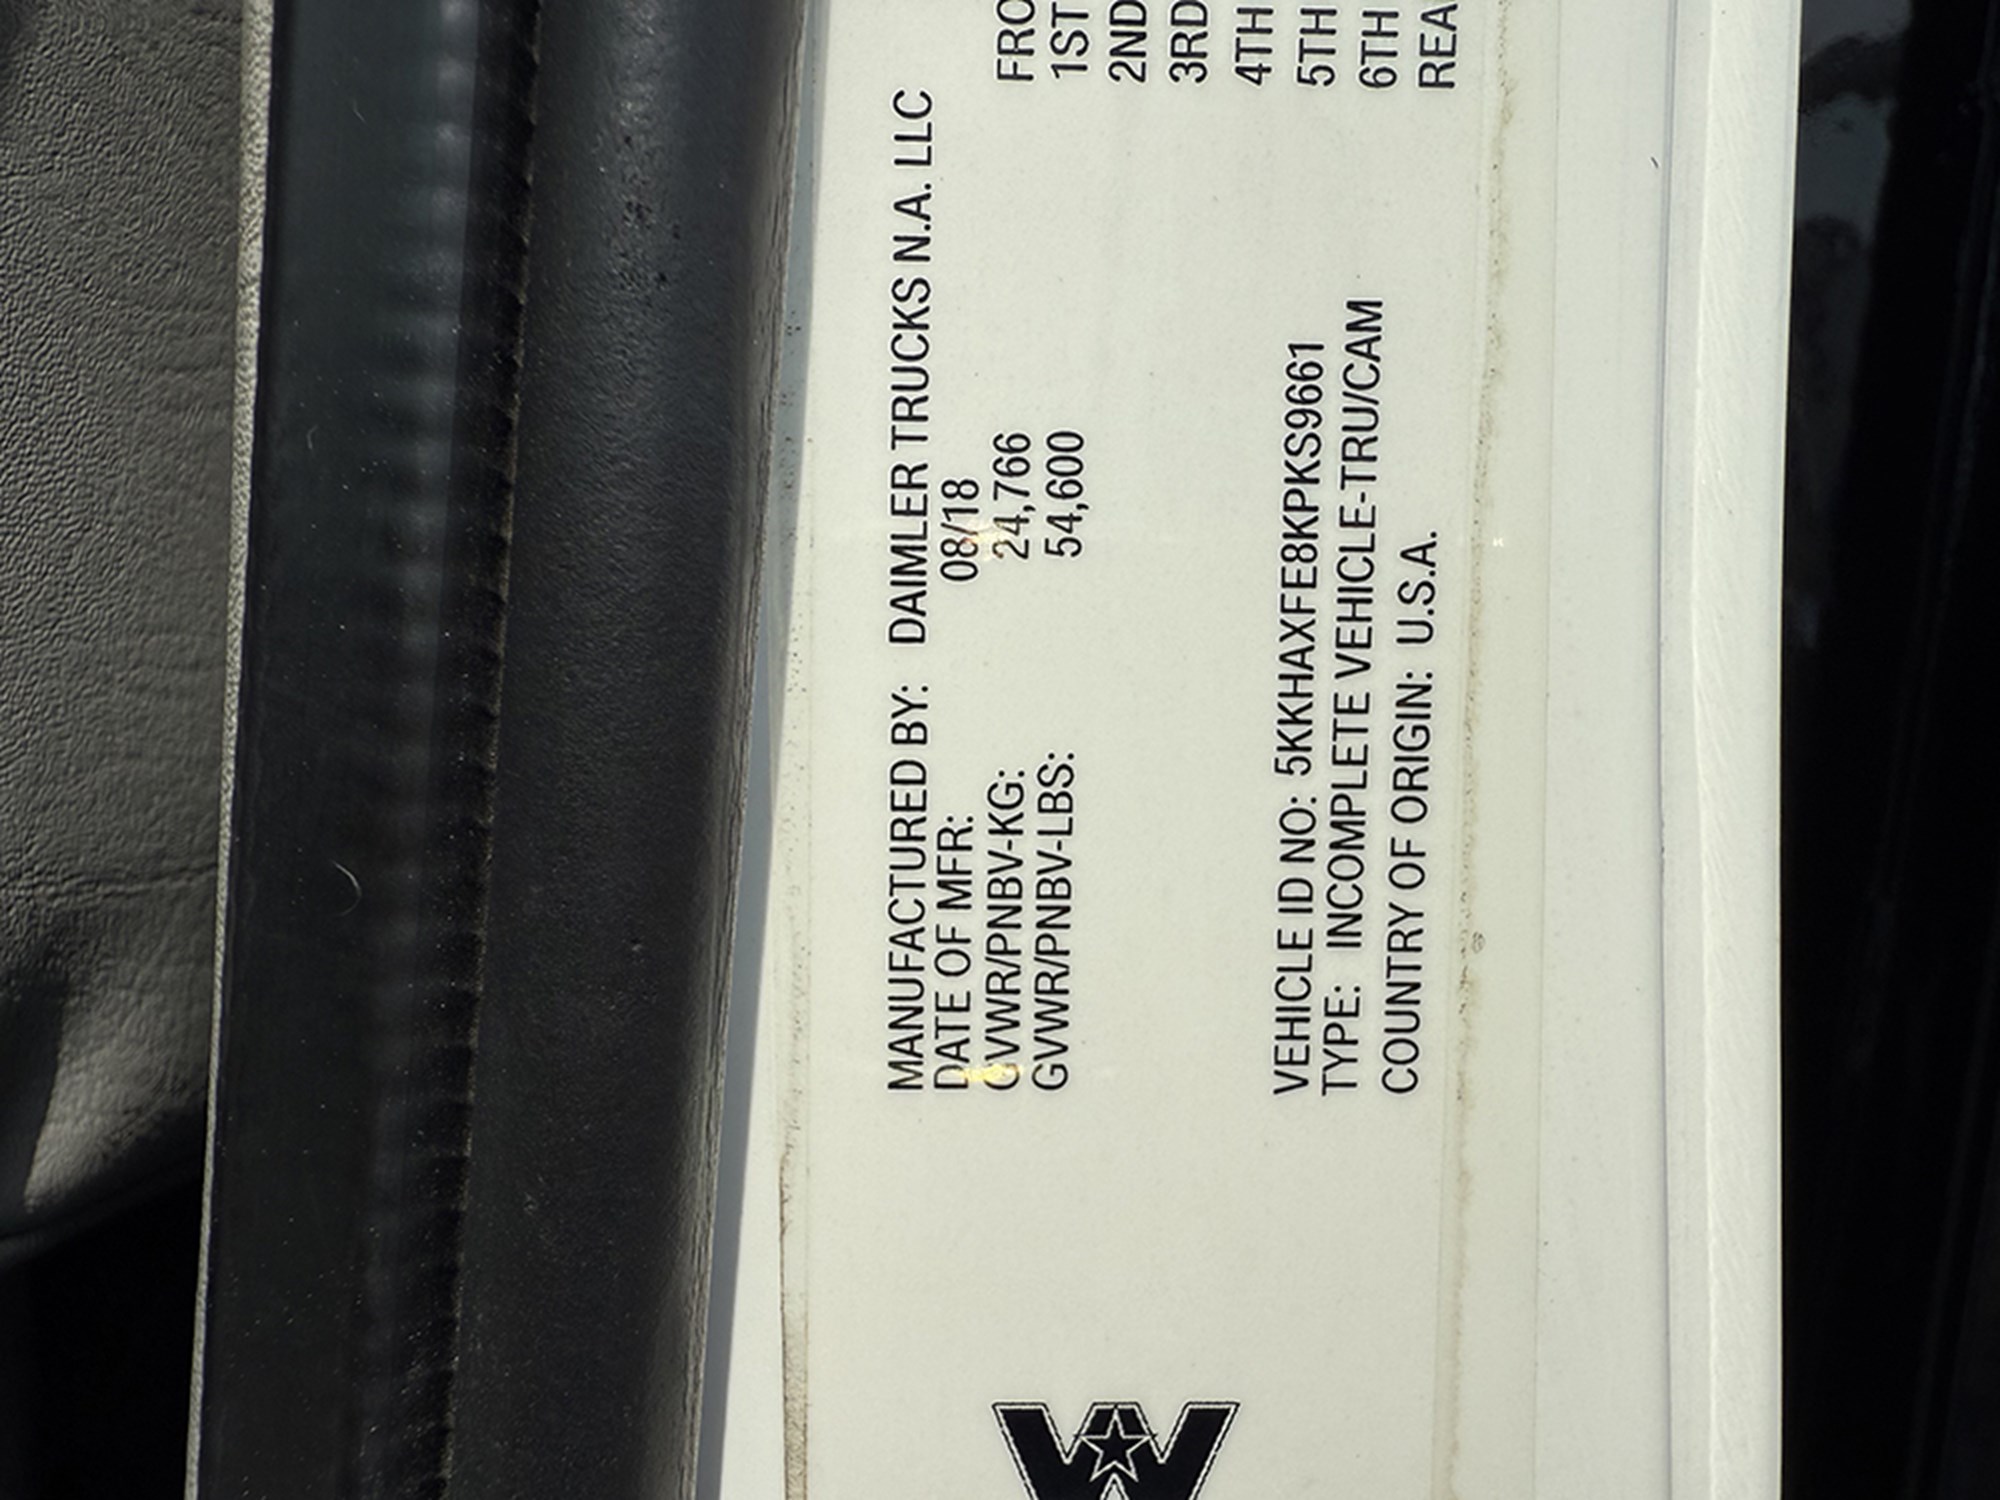 MANUFACTURED BY: DAIMLER TRUCKS N.A. LLC
DATE OF MFR: 08/18
GVWR/PNBV-KG: 24,766
GVWR/PNBV-LBS: 54,600
VEHICLE ID NO: 5KKHAXFE8KPKS9661
TYPE: INCOMPLETE VEHICLE-TRU/CAM
COUNTRY OF ORIGIN: U.S.A.
FRO
1ST
2ND
3RD
4TH
5TH
6TH
REA